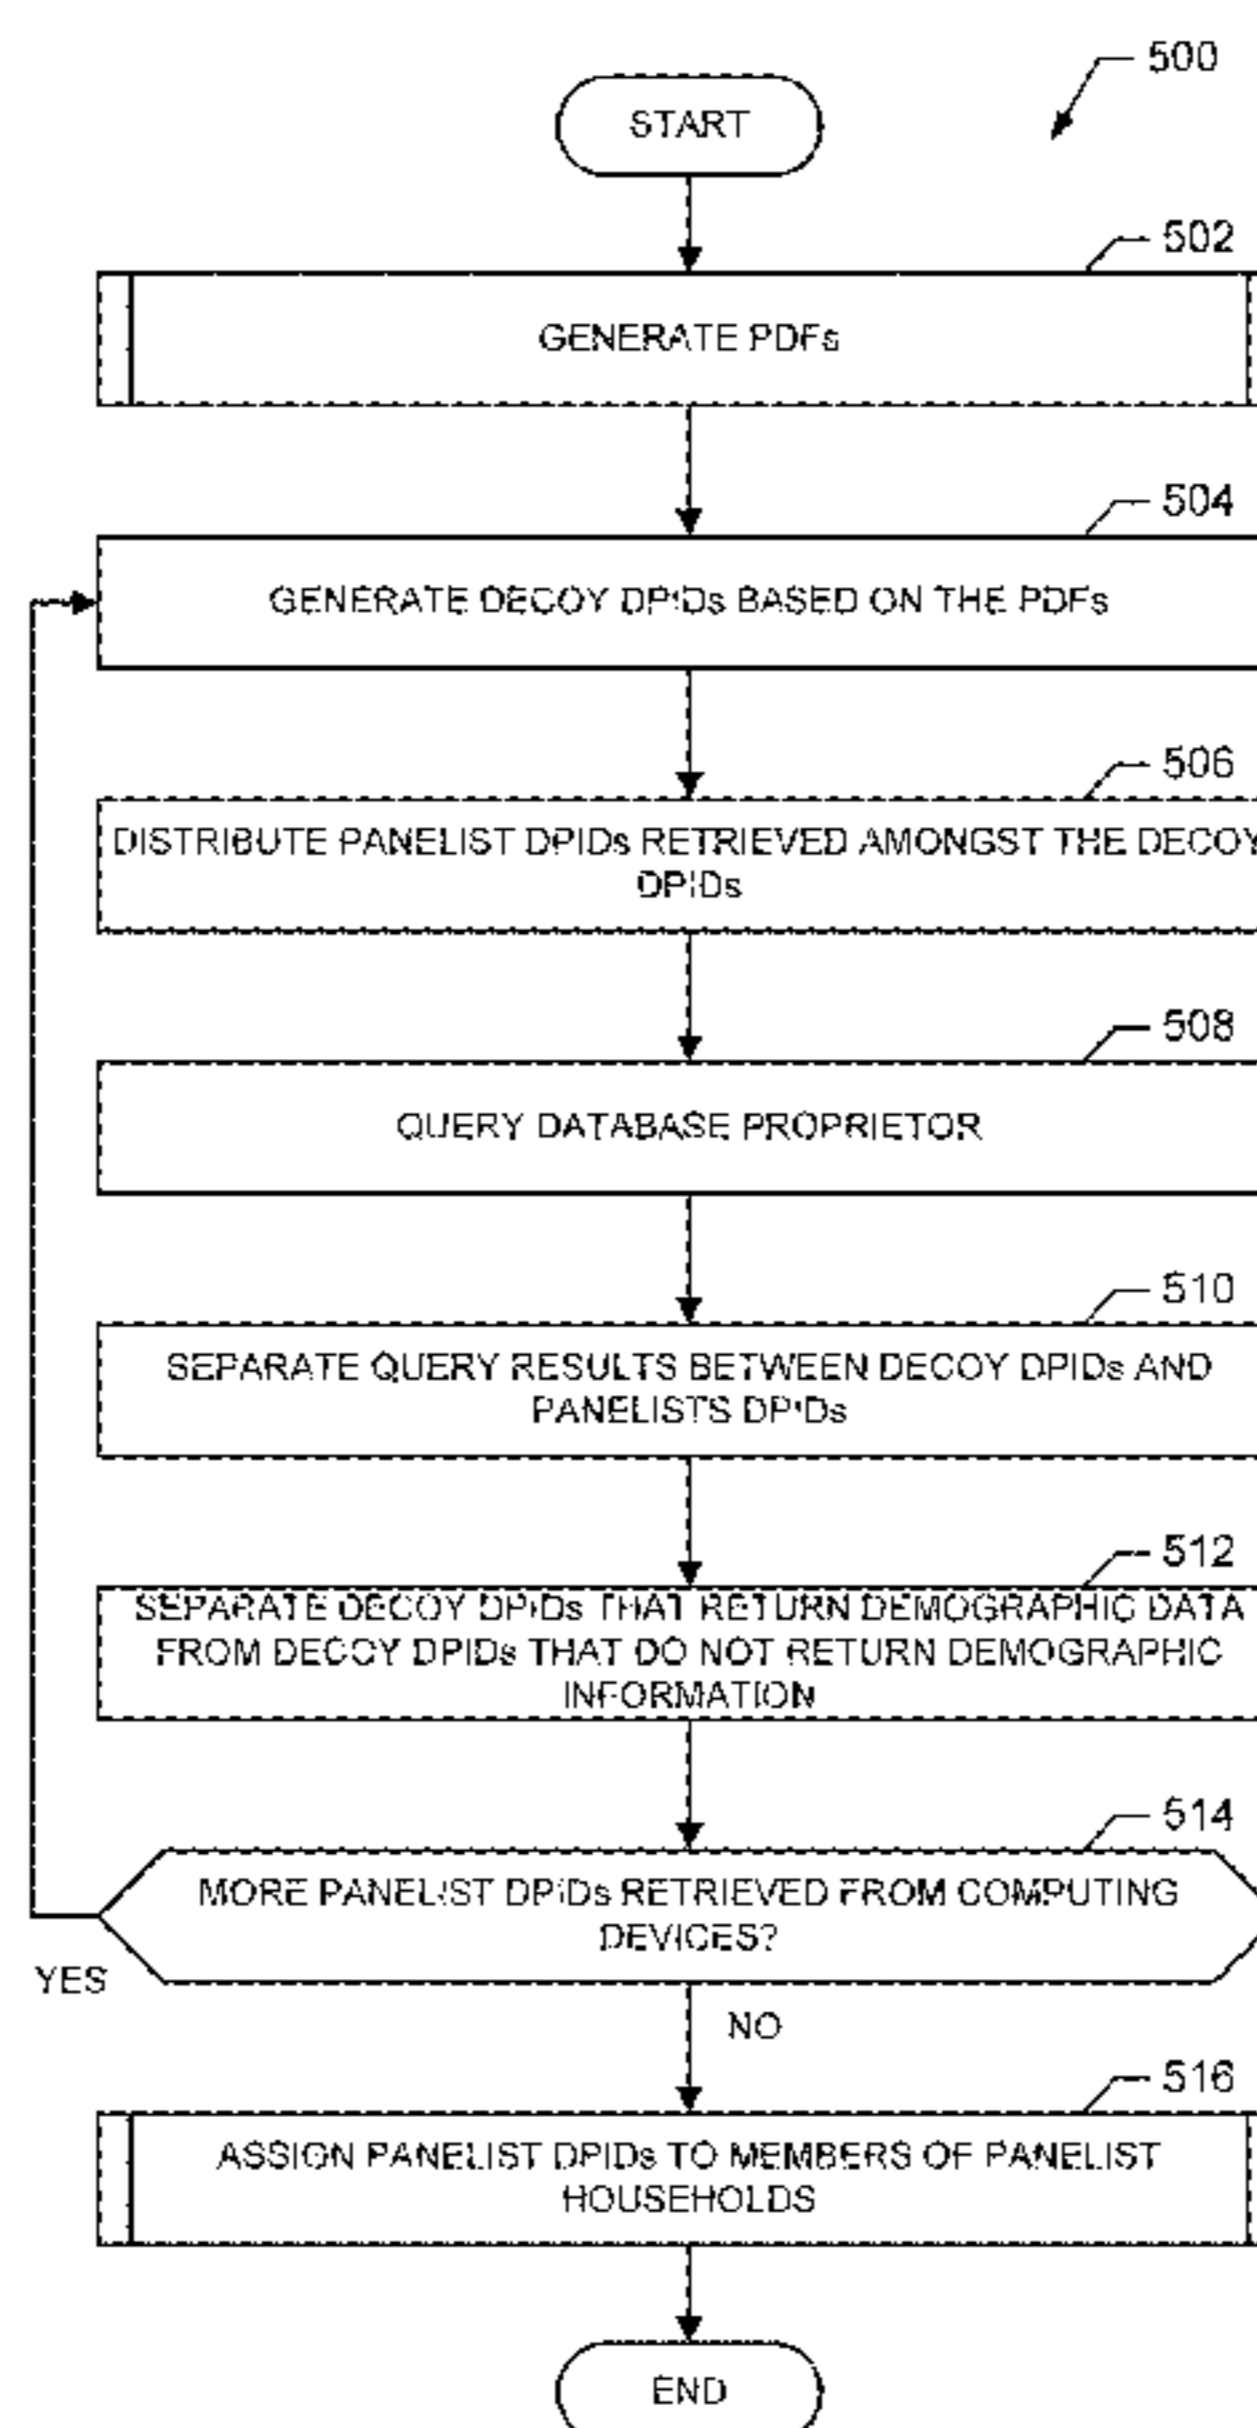 500
START
502
GENERATE PDFs
504
GENERATE DECOY DPIDs BASED ON THE PDFs
506
DISTRIBUTE PANELIST DPIDs RETRIEVED AMONGST THE DECOY
DPIDs
508
QUERY DATABASE PROPRIETOR
510
SEPARATE QUERY RESULTS BETWEEN DECOY DPIDs AND
PANELISTS DPIDs
512
SEPARATE DECOY DPIDs THAT RETURN DEMOGRAPHIC DATA
FROM DECOY DPIDs THAT DO NOT RETURN DEMOGRAPHIC
INFORMATION
514
MORE PANELIST DPIDs RETRIEVED FROM COMPUTING
DEVICES?
YES
NO
516
ASSIGN PANELIST DPIDs TO MEMBERS OF PANELIST
HOUSEHOLDS
END